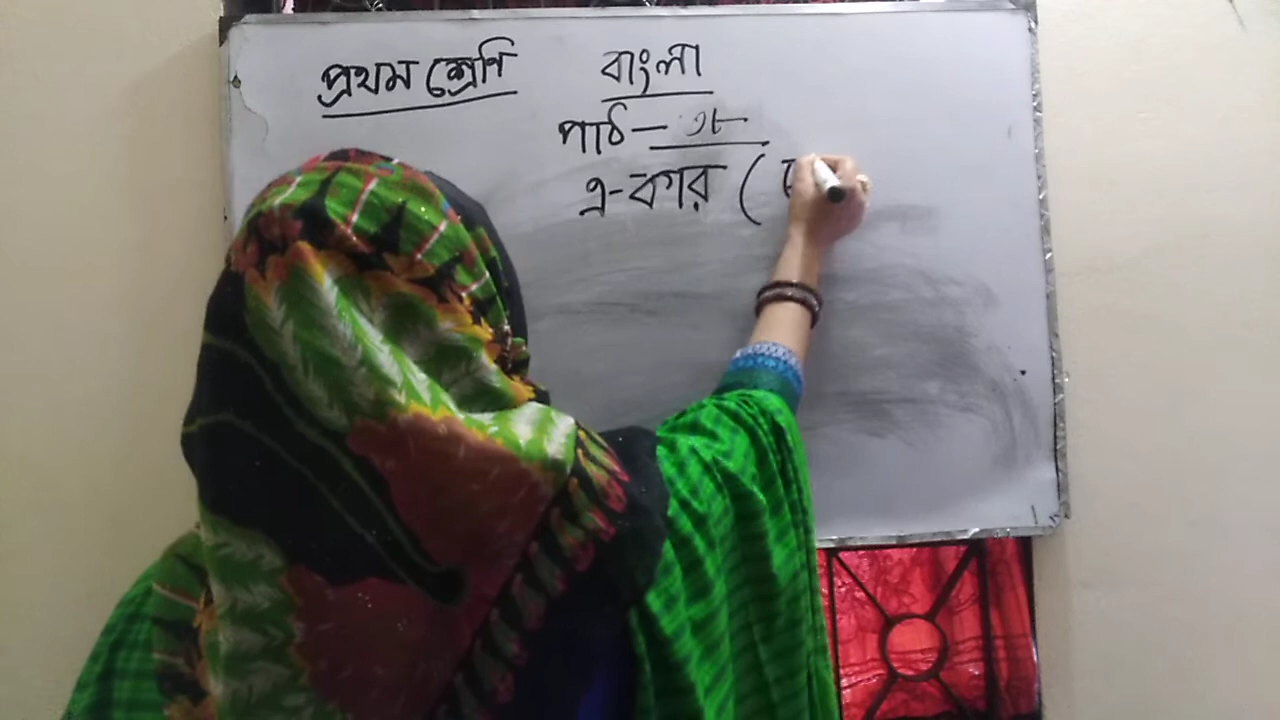 প্রথম শ্রেণি বাংলা
পাঠ— ৩৮
এ-কার ( ে